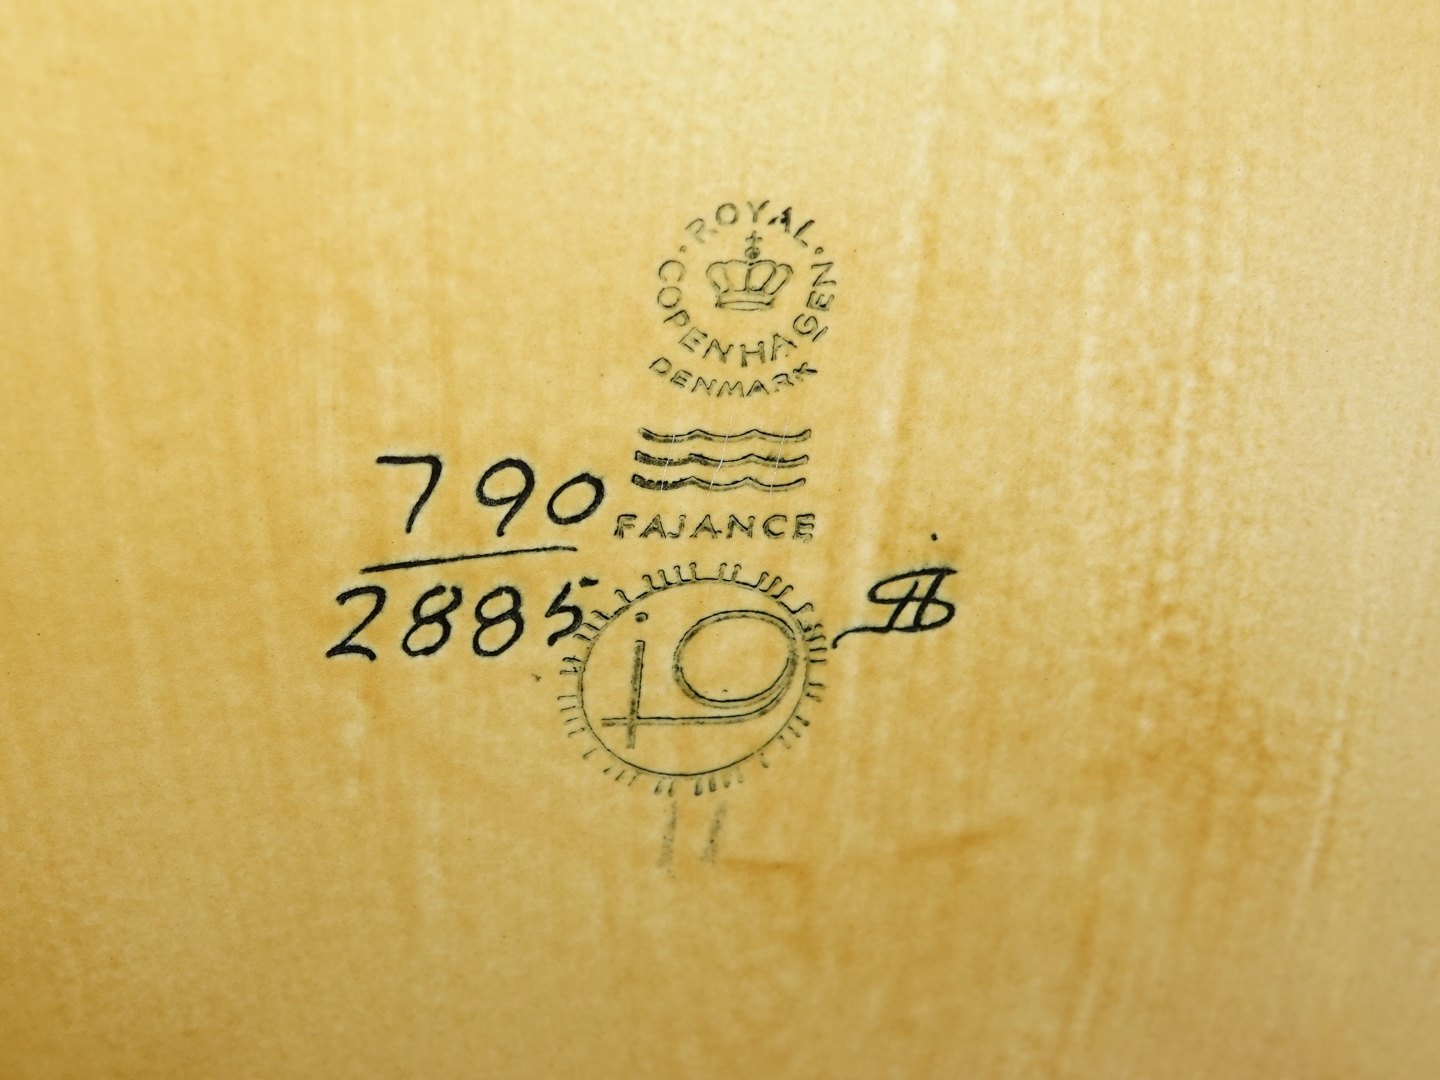 ROYAL
COPENHAGEN
DENMARK
FAJANCE
790
2885